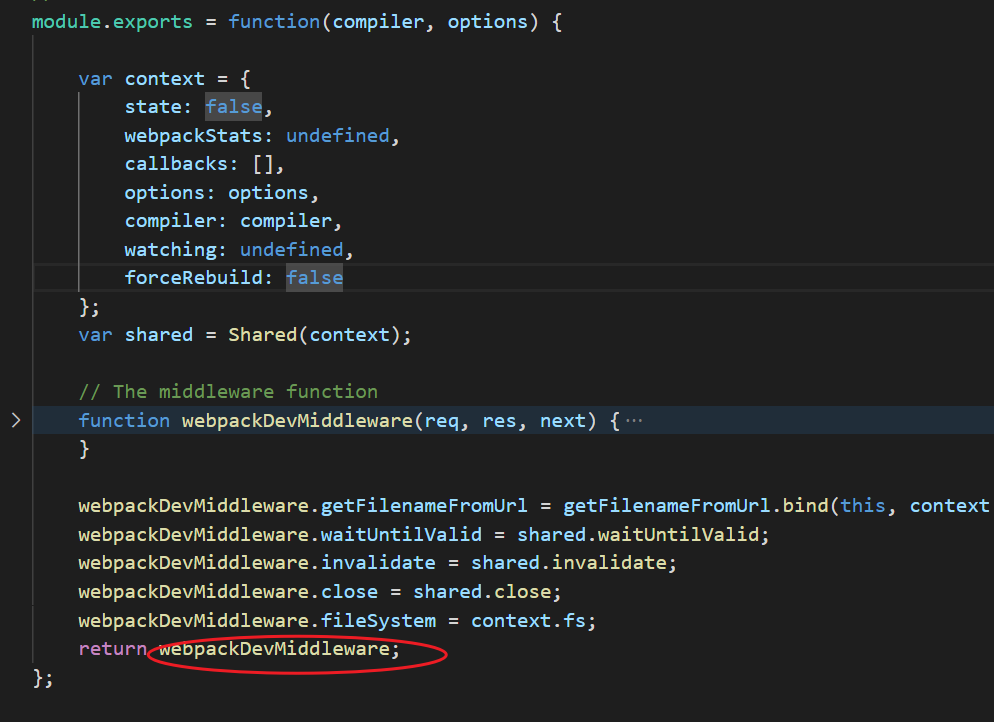 module.exports = function(compiler, options) {
var context = {
state: false,
webpackStats: undefined,
callbacks: [],
options: options,
compiler: compiler,
watching: undefined,
forceRebuild: false
};
var shared = Shared(context);
// The middleware function
function webpackDevMiddleware(req, res, next) {···
}
webpackDevMiddleware.getFilenameFromUrl = getFilenameFromUrl.bind(this, context
webpackDevMiddleware.waitUntilValid = shared.waitUntilValid;
webpackDevMiddleware.invalidate = shared.invalidate;
webpackDevMiddleware.close = shared.close;
webpackDevMiddleware.fileSystem = context.fs;
return webpackDevMiddleware;
};